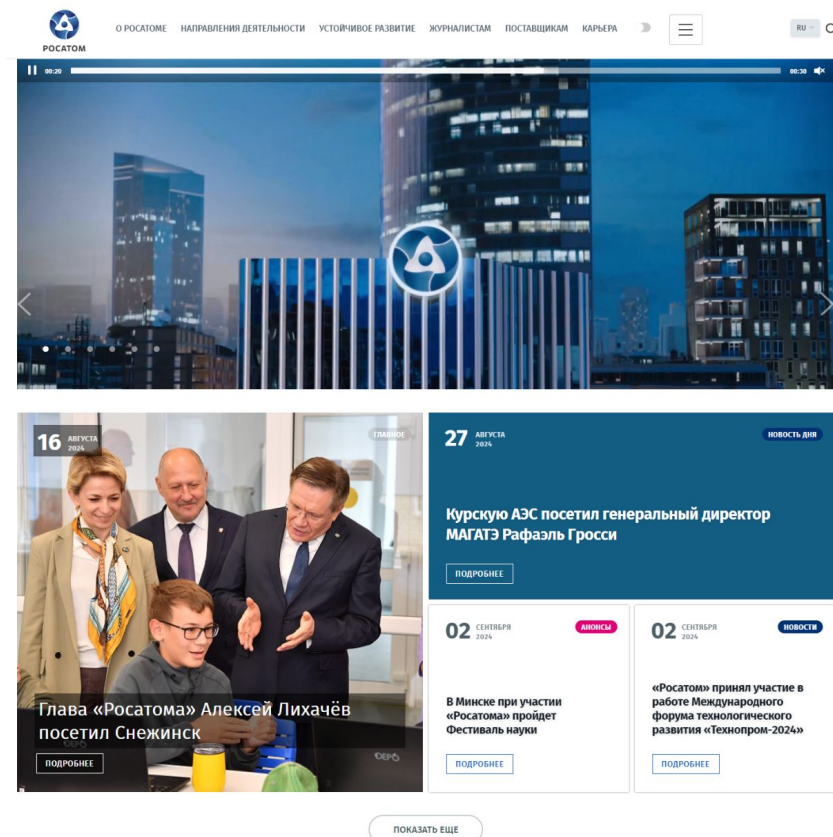 РОСАТОМ
О РОСАТОМЕ НАПРАВЛЕНИЯ ДЕЯТЕЛЬНОСТИ УСТОЙЧИВОЕ РАЗВИТИЕ ЖУРНАЛИСТАМ ПОСТАВЩИКАМ КАРЬЕРА
RU
00:20
00:30
16 АВГУСТА
2024
ГЛАВНОЕ
Глава «Росатома» Алексей Лихачёв
посетил Снежинск
ПОДРОБНЕЕ
DEPO
DEPO
27 АВГУСТА
2024
НОВОСТЬ ДНЯ
Курскую АЭС посетил генеральный директор
МАГАТЭ Рафаэль Гросси
ПОДРОБНЕЕ
02 СЕНТЯБРЯ
2024
АНОНСЫ
В Минске при участии
«Росатома» пройдет
Фестиваль науки
ПОДРОБНЕЕ
02 СЕНТЯБРЯ
2024
НОВОСТИ
«Росатом» принял участие в
работе Международного
форума технологического
развития «Технопром-2024»
ПОДРОБНЕЕ
ПОКАЗАТЬ ЕЩЕ